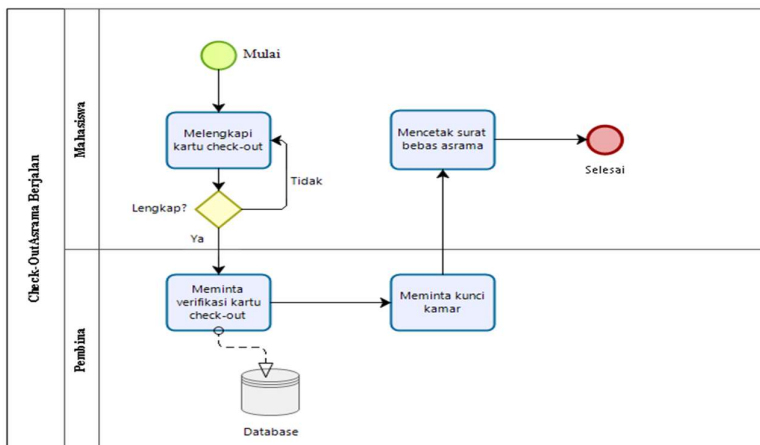 Check-OutAsrama Berjalan
Mahasiswa
Mulai
Melengkapi
kartu check-out
Tidak
Lengkap?
Ya
Mencetak surat
bebas asrama
Selesai
Pembina
Meminta
verifikasi kartu
check-out
Meminta kunci
kamar
Database